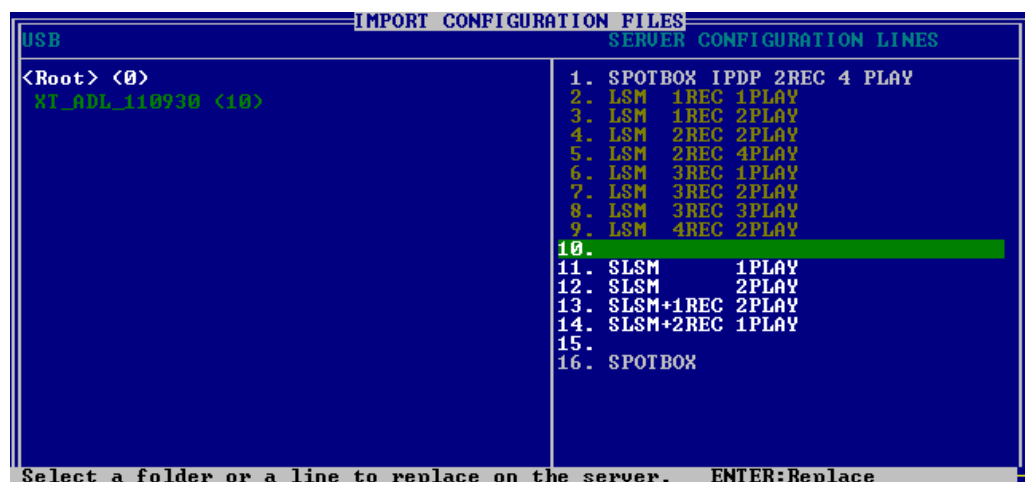 IMPORT CONFIGURATION FILES
USB
SERVER CONFIGURATION LINES
<Root> (0)
XT_ADL_110930 (10)
1. SPOTBOX IPDP 2REC 4 PLAY
2. LSM 1REC 1PLAY
3. LSM 1REC 2PLAY
4. LSM 2REC 2PLAY
5. LSM 2REC 4PLAY
6. LSM 3REC 1PLAY
7. LSM 3REC 2PLAY
8. LSM 3REC 3PLAY
9. LSM 4REC 2PLAY
10.
11. SLSM 1PLAY
12. SLSM 2PLAY
13. SLSM+1REC 2PLAY
14. SLSM+2REC 1PLAY
15.
16. SPOTBOX
Select a folder or a line to replace on the server. ENTER:Replace